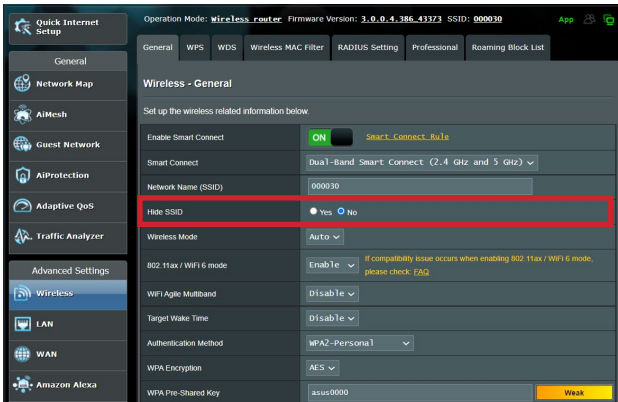 Quick Internet
Setup
Operation Mode: Wireless router Firmware Version: 3.0.0.4.386_43373 SSID: 000030 App
General WPS WDS Wireless MAC Filter RADIUS Setting Professional Roaming Block List
General
Network Map
AiMesh
Guest Network
AiProtection
Adaptive QoS
Traffic Analyzer
Advanced Settings
Wireless
LAN
WAN
Amazon Alexa
Wireless - General
Set up the wireless related information below.
Enable Smart Connect ON Smart Connect Rule
Smart Connect Dual-Band Smart Connect (2.4 GHz and 5 GHz)
Network Name (SSID) 000030
Hide SSID Yes No
Wireless Mode Auto
802.11ax / WiFi 6 mode Enable If compatibility issue occurs when enabling 802.11ax / WiFi 6 mode,
please check: FAQ
WiFi Agile Multiband Disable
Target Wake Time Disable
Authentication Method WPA2-Personal
WPA Encryption AES
WPA Pre-Shared Key asus0000 Weak